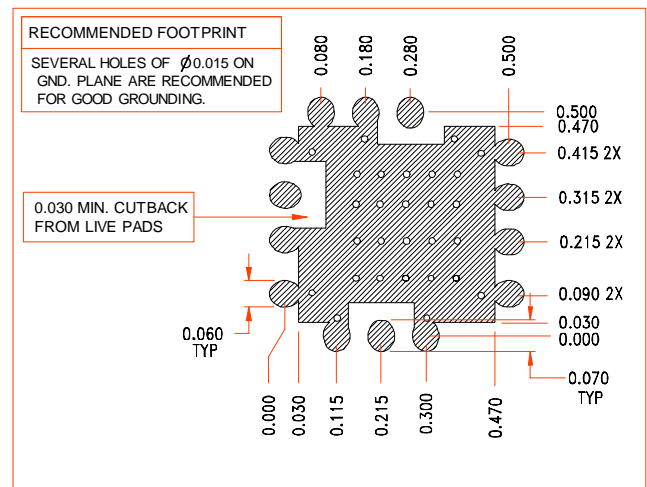 RECOMMENDED FOOTPRINT
SEVERAL HOLES OF Ø0.015 ON
GND. PLANE ARE RECOMMENDED
FOR GOOD GROUNDING.
0.080
0.180
0.280
0.500
0.500
0.470
0.415 2X
0.315 2X
0.215 2X
0.090 2X
0.030
0.000
0.070
TYP
0.030 MIN. CUTBACK
FROM LIVE PADS
0.060
TYP
0.000
0.030
0.115
0.215
0.300
0.470